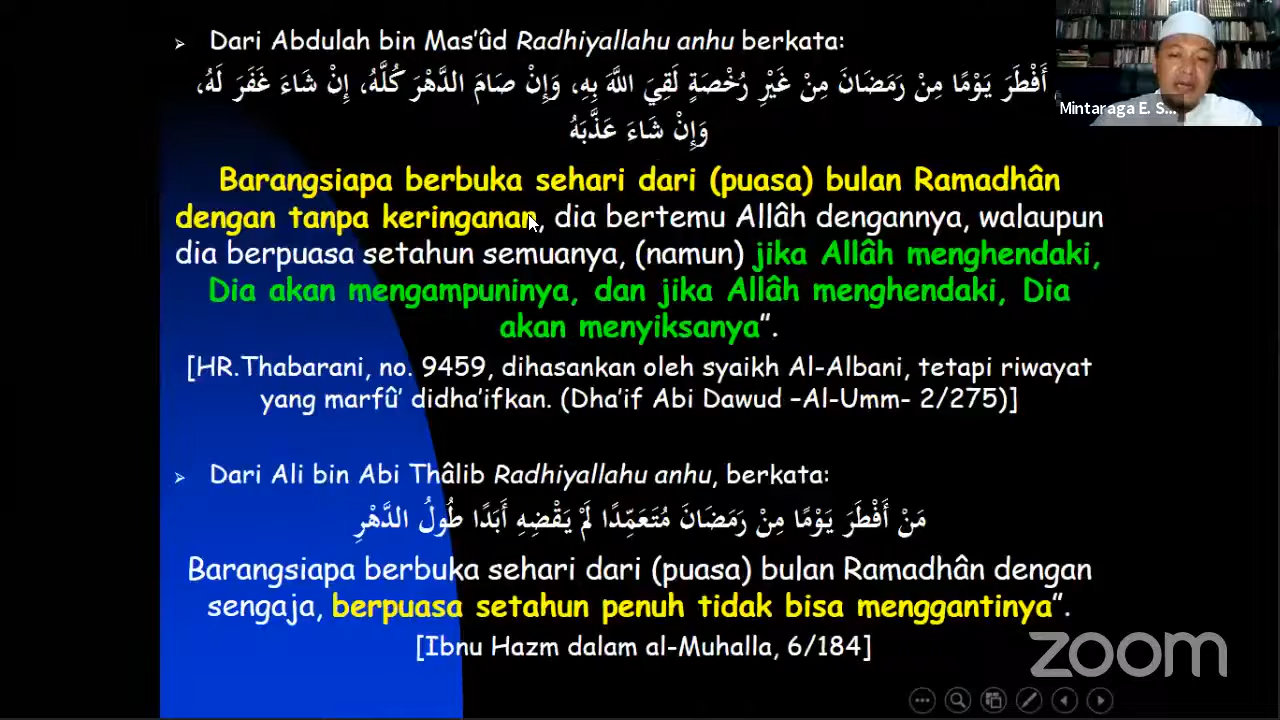 Dari Abdulah bin Mas'ûd Radhiyallahu anhu berkata:
أَفْطَرَ يَوْمًا مِنْ رَمَضَانَ مِنْ غَيْرِ رُخْصَةٍ لَقِيَ اللَّهَ بِهِ، وَإِنْ صَامَ الدَّهْرَ كُلَّهُ، إِنْ شَاءَ غَفَرَ لَهُ،
وَإِنْ شَاءَ عَذَّبَهُ
Barangsiapa berbuka sehari dari (puasa) bulan Ramadhân
dengan tanpa keringanan, dia bertemu Allâh dengannya, walaupun
dia berpuasa setahun semuanya, (namun) jika Allâh menghendaki,
Dia akan mengampuninya, dan jika Allâh menghendaki, Dia
akan menyiksanya”.
[HR.Thabarani, no. 9459, dihasankan oleh syaikh Al-Albani, tetapi riwayat
yang marfû’ didha’ifkan. (Dha’if Abi Dawud –Al-Umm- 2/275)]
Dari Ali bin Abi Thâlib Radhiyallahu anhu, berkata:
مَنْ أَفْطَرَ يَوْمًا مِنْ رَمَضَانَ مُتَعَمِّدًا لَمْ يَقْضِهِ أَبَدًا طُولُ الدَّهْرِ
Barangsiapa berbuka sehari dari (puasa) bulan Ramadhân dengan
sengaja, berpuasa setahun penuh tidak bisa menggantinya”.
[Ibnu Hazm dalam al-Muhalla, 6/184]
Mintaraga E. S...
zoom